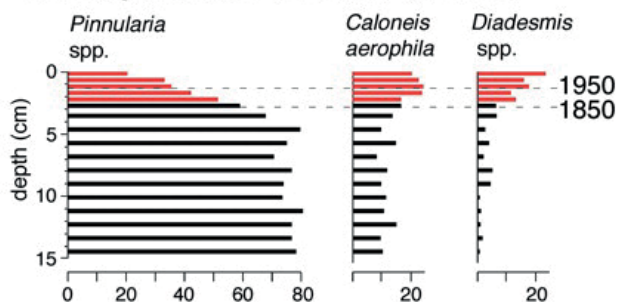 Pinnularia spp.
Caloneis aerophila
Diadesmis spp.
depth (cm)
0
5
10
15
1950
1850
0 20 40 60 80
20
20